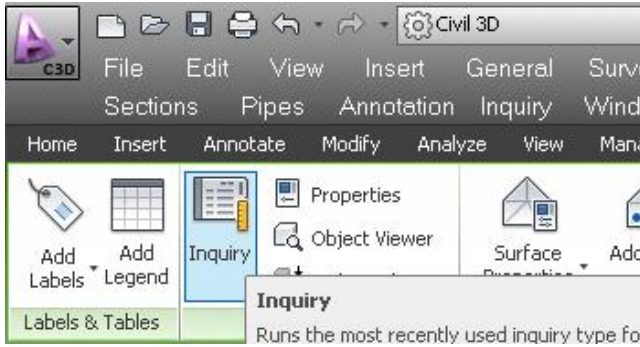 Civil 3D
C3D
File Edit View Insert General Surv
Sections Pipes Annotation Inquiry Wind
Home Insert Annotate Modify Analyze View Mana
Properties
Object Viewer
Inquiry
Add Labels
Add Legend
Surface
Add
Labels & Tables
Inquiry
Runs the most recently used inquiry type fo